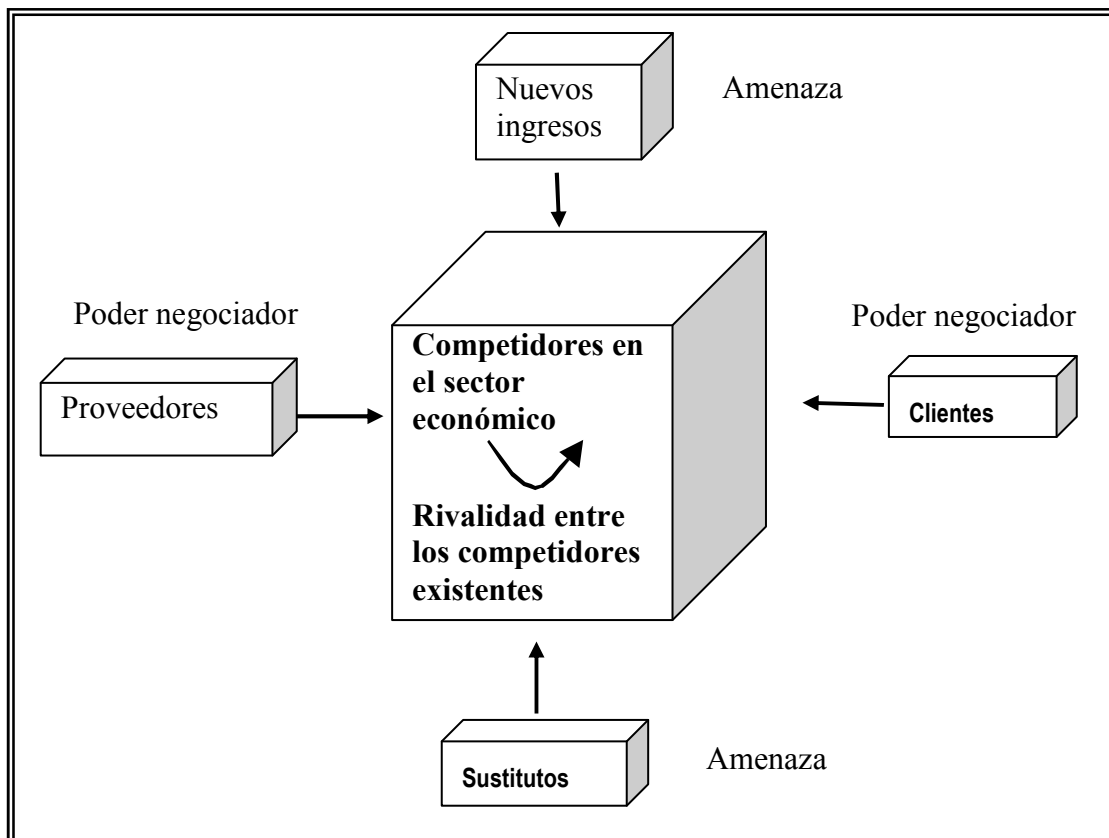 Nuevos
ingresos
Amenaza
Poder negociador
Proveedores
Competidores en
el sector
económico
Rivalidad entre
los competidores
existentes
Poder negociador
Clientes
Sustitutos
Amenaza